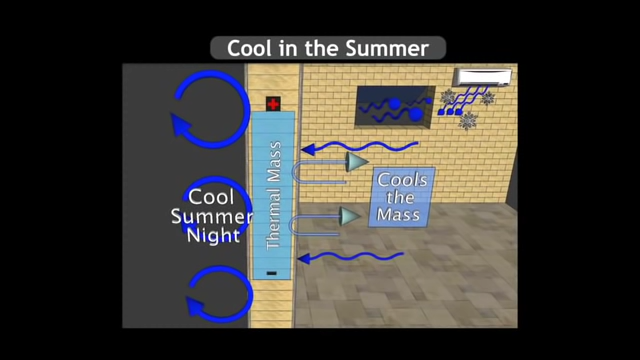 Cool in the Summer
Cool
Summer
Night
Thermal Mass
Cools
the
Mass